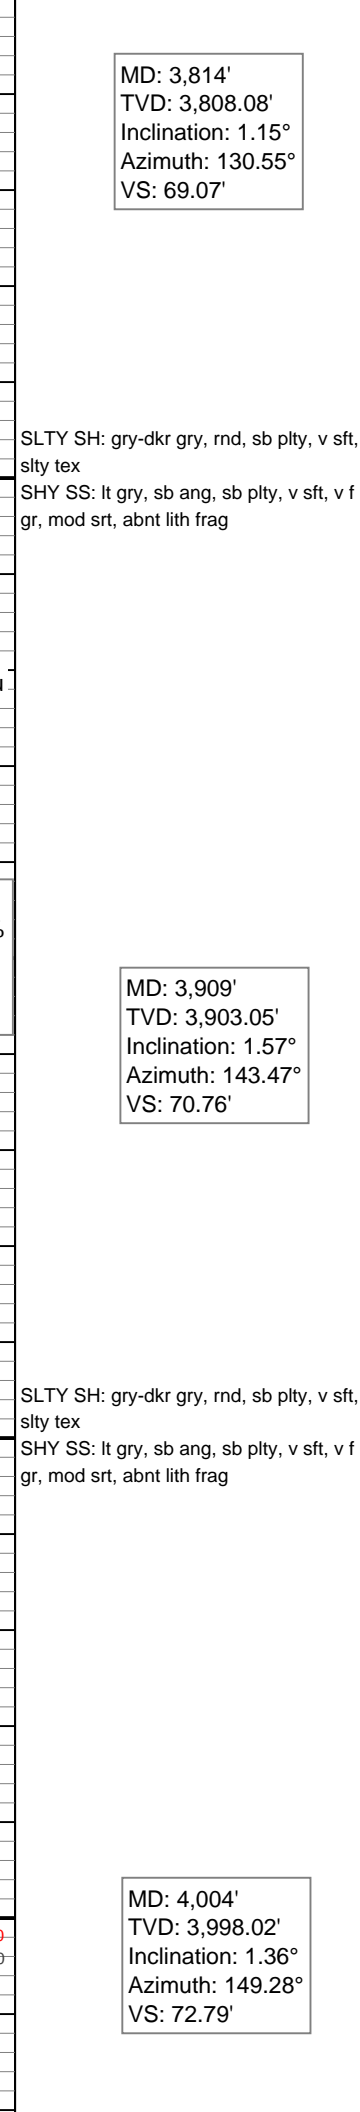 MD: 3,814'
TVD: 3,808.08'
Inclination: 1.15°
Azimuth: 130.55°
VS: 69.07'
SLTY SH: gry-dkr gry, rnd, sb plty, v sft,
slty tex
SHY SS: lt gry, sb ang, sb plty, v sft, v f
gr, mod srt, abnt lith frag
MD: 3,909'
TVD: 3,903.05'
Inclination: 1.57°
Azimuth: 143.47°
VS: 70.76'
SLTY SH: gry-dkr gry, rnd, sb plty, v sft,
slty tex
SHY SS: lt gry, sb ang, sb plty, v sft, v f
gr, mod srt, abnt lith frag
MD: 4,004'
TVD: 3,998.02'
Inclination: 1.36°
Azimuth: 149.28°
VS: 72.79'